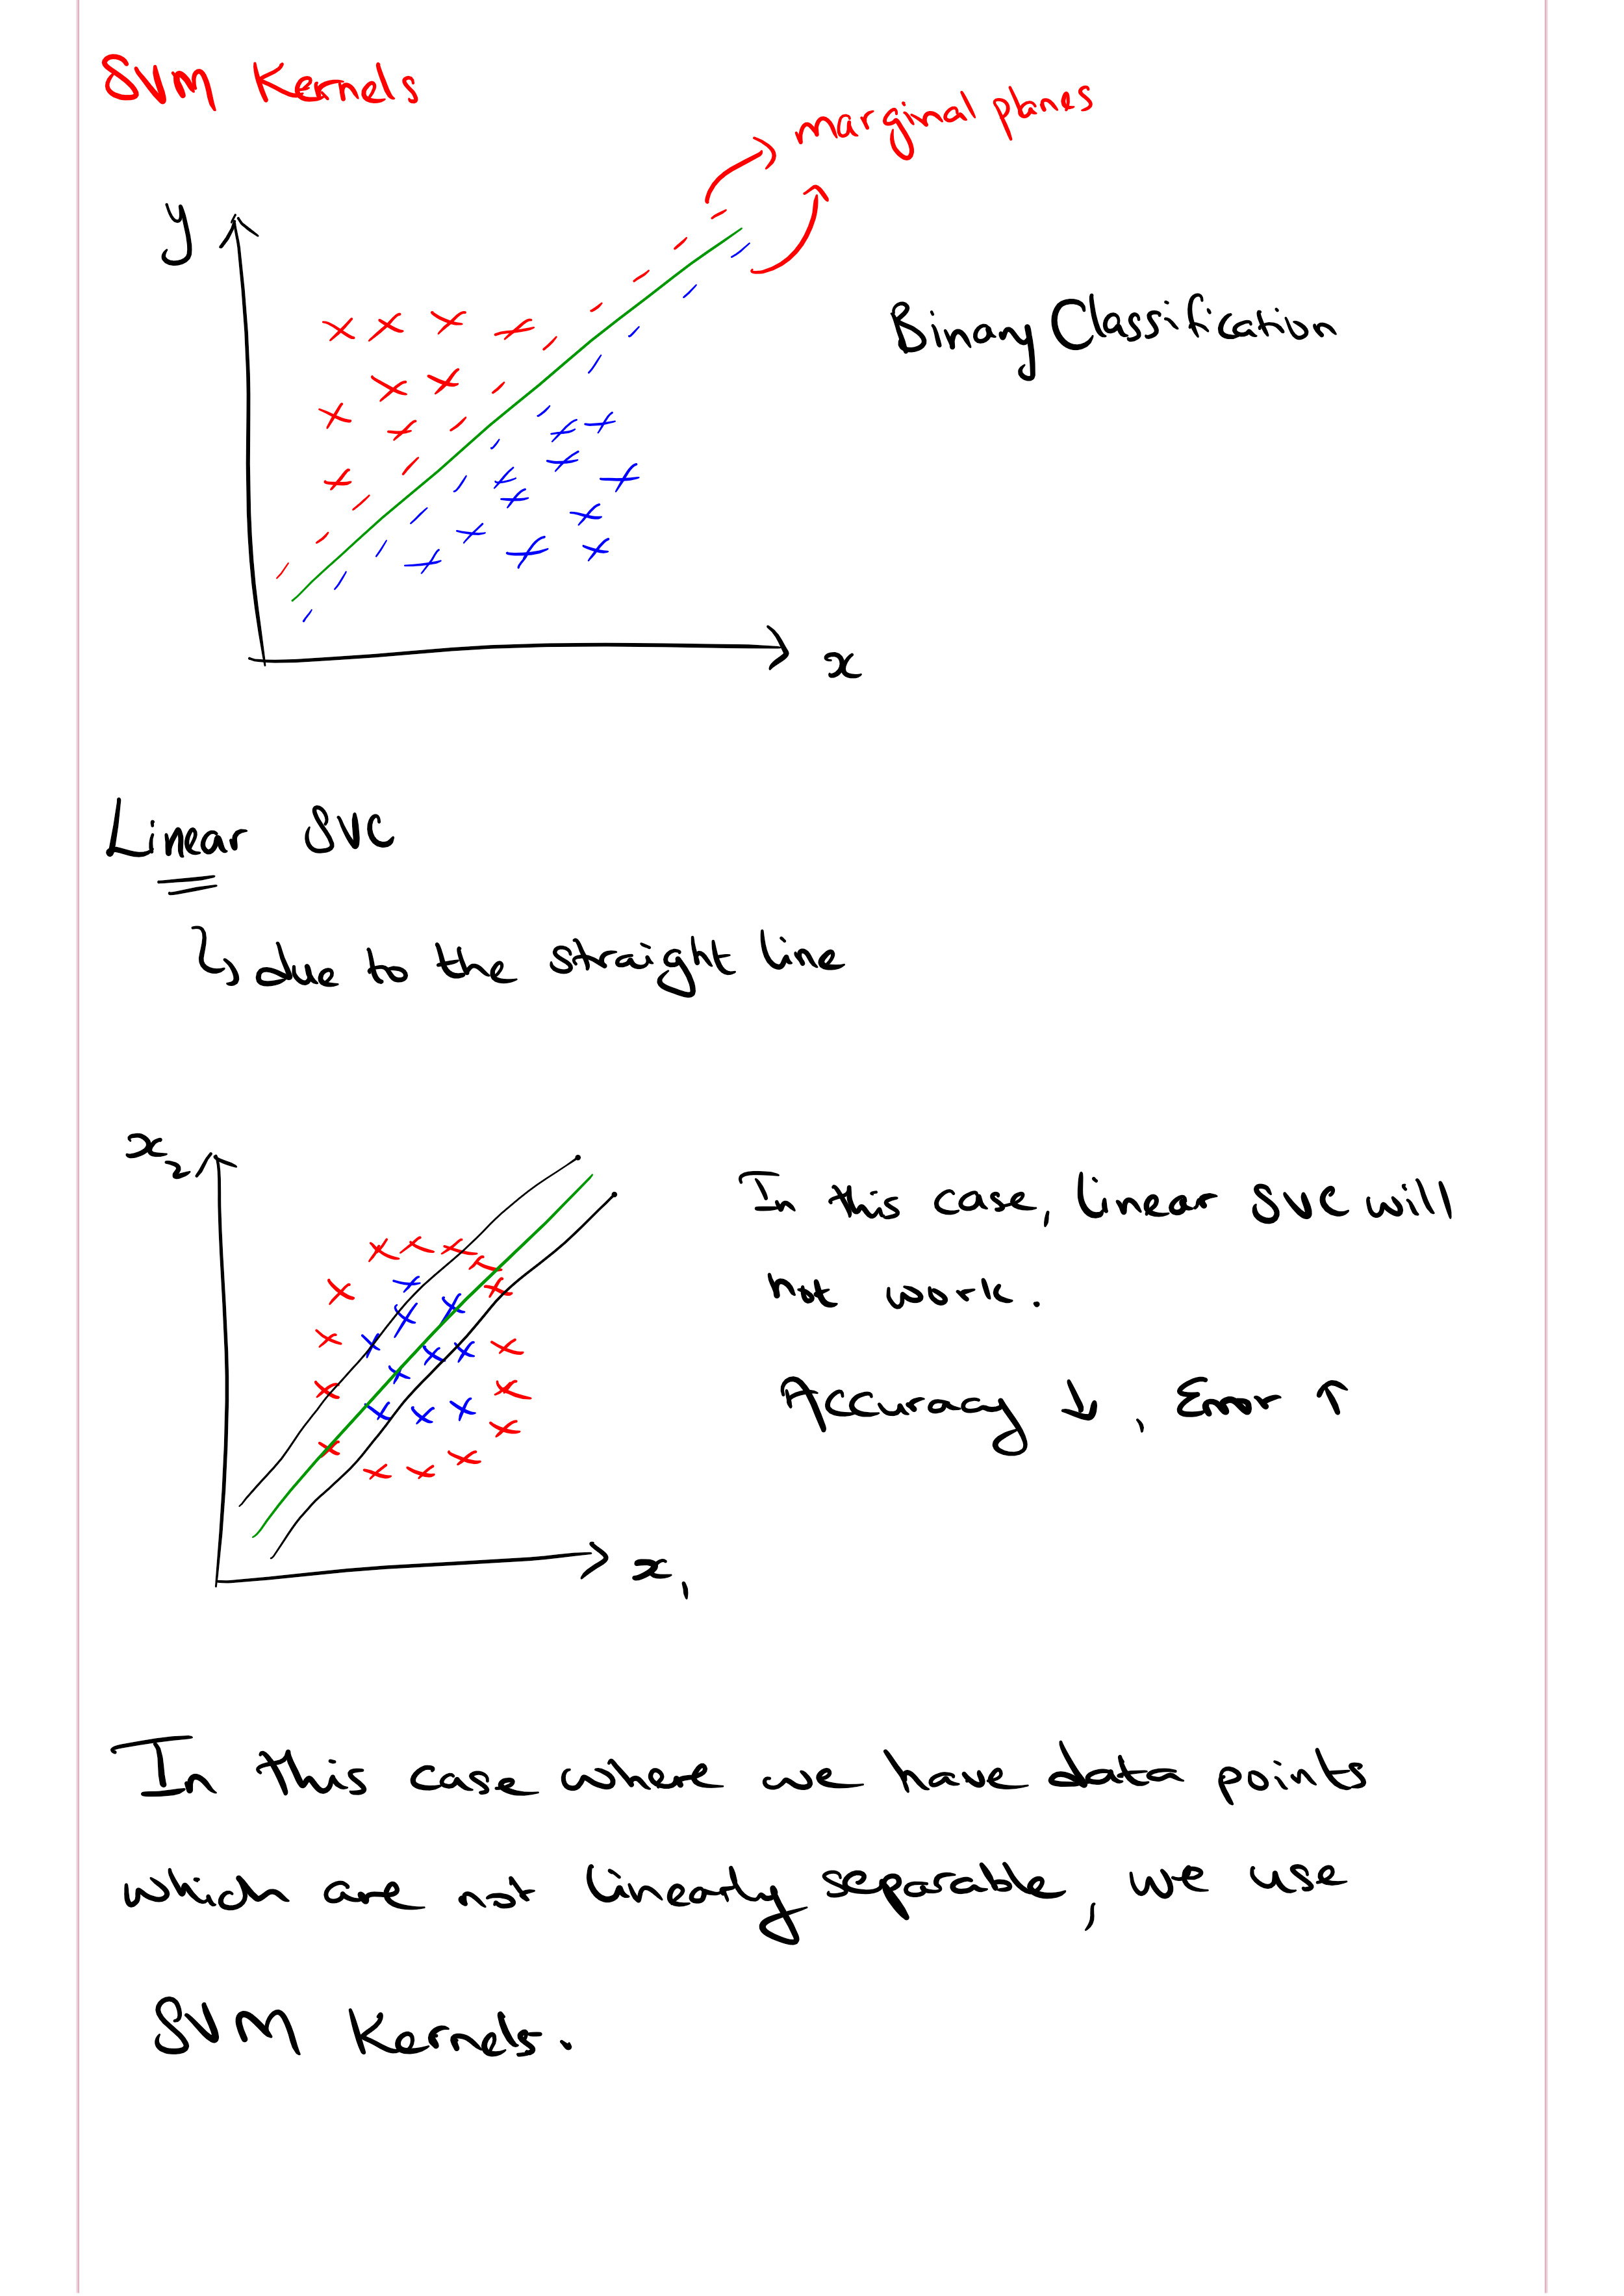 SVM Kernels
marginal planes
y
Binary Classification
x
Linear SVC
due to the straight line
x₂
In this case, linear SVC will
not work.
Accuracy ↓, Error ↑
x₁
In this case where we have data points
which are not linearly separable, we use
SVM Kernels.